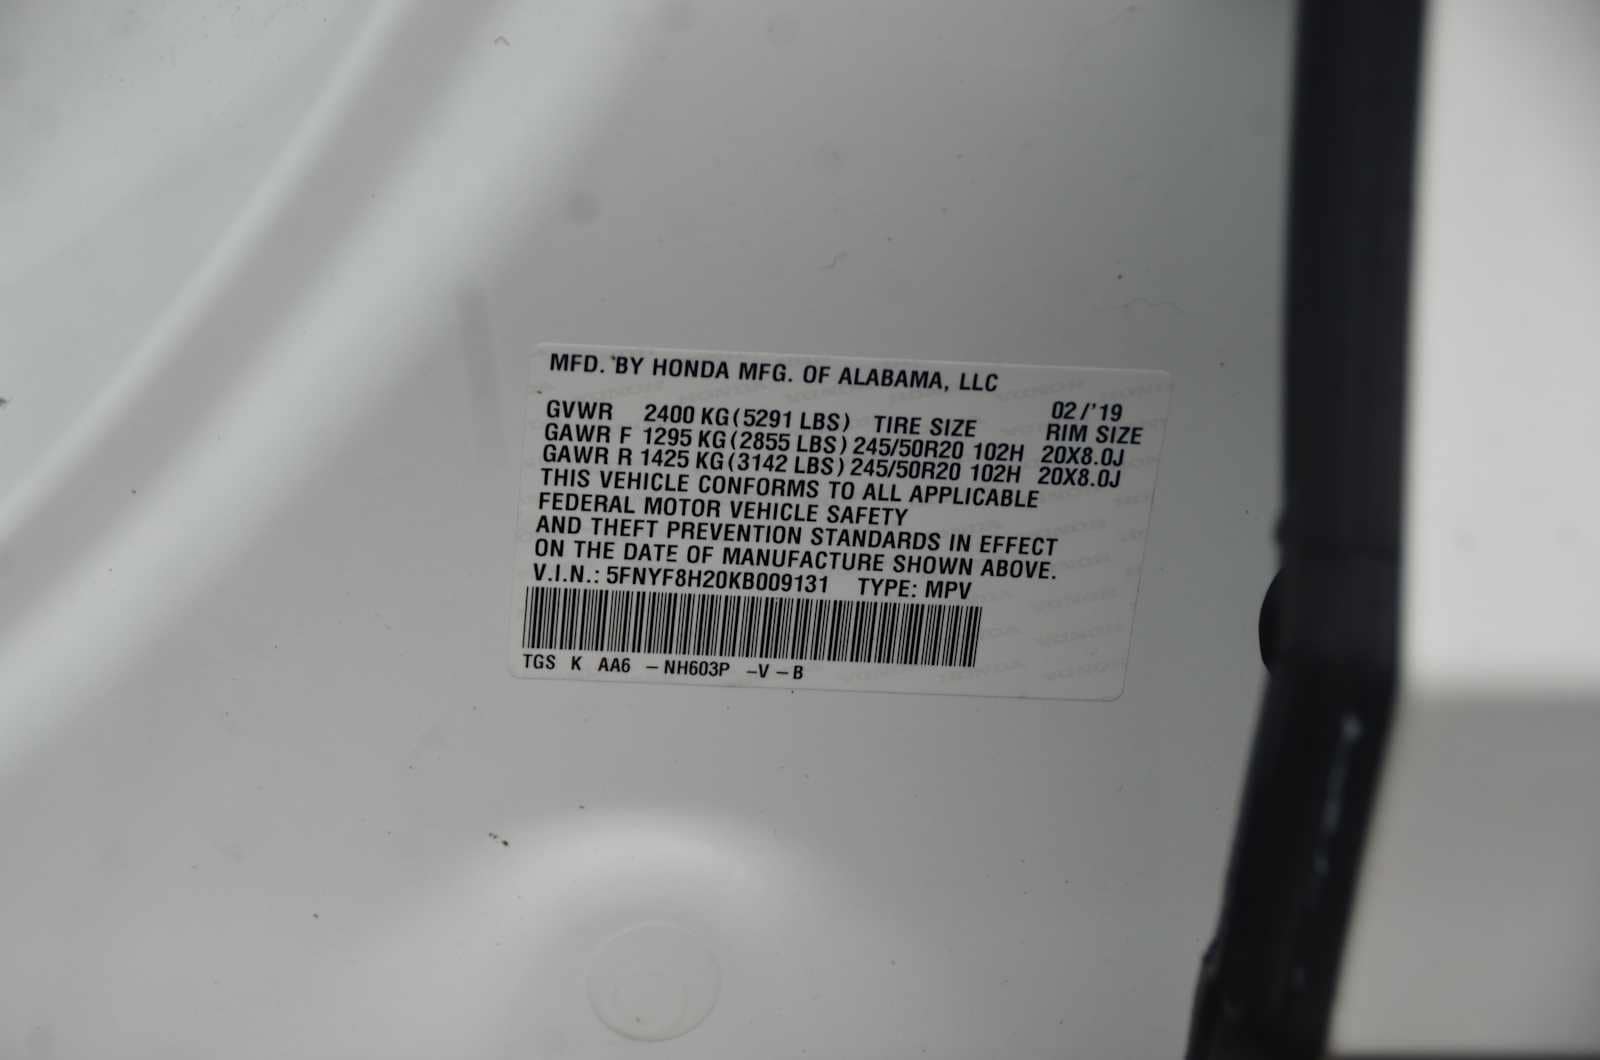 MFD. BY HONDA MFG. OF ALABAMA, LLC
02/'19
GVWR 2400 KG(5291 LBS) TIRE SIZE RIM SIZE
GAWR F 1295 KG(2855 LBS) 245/50R20 102H 20X8.0J
GAWR R 1425 KG(3142 LBS) 245/50R20 102H 20X8.0J
THIS VEHICLE CONFORMS TO ALL APPLICABLE
FEDERAL MOTOR VEHICLE SAFETY
AND THEFT PREVENTION STANDARDS IN EFFECT
ON THE DATE OF MANUFACTURE SHOWN ABOVE.
V.I.N.: 5FNYF8H20KB009131 TYPE: MPV
TGS K AA6 – NH603P –V – B